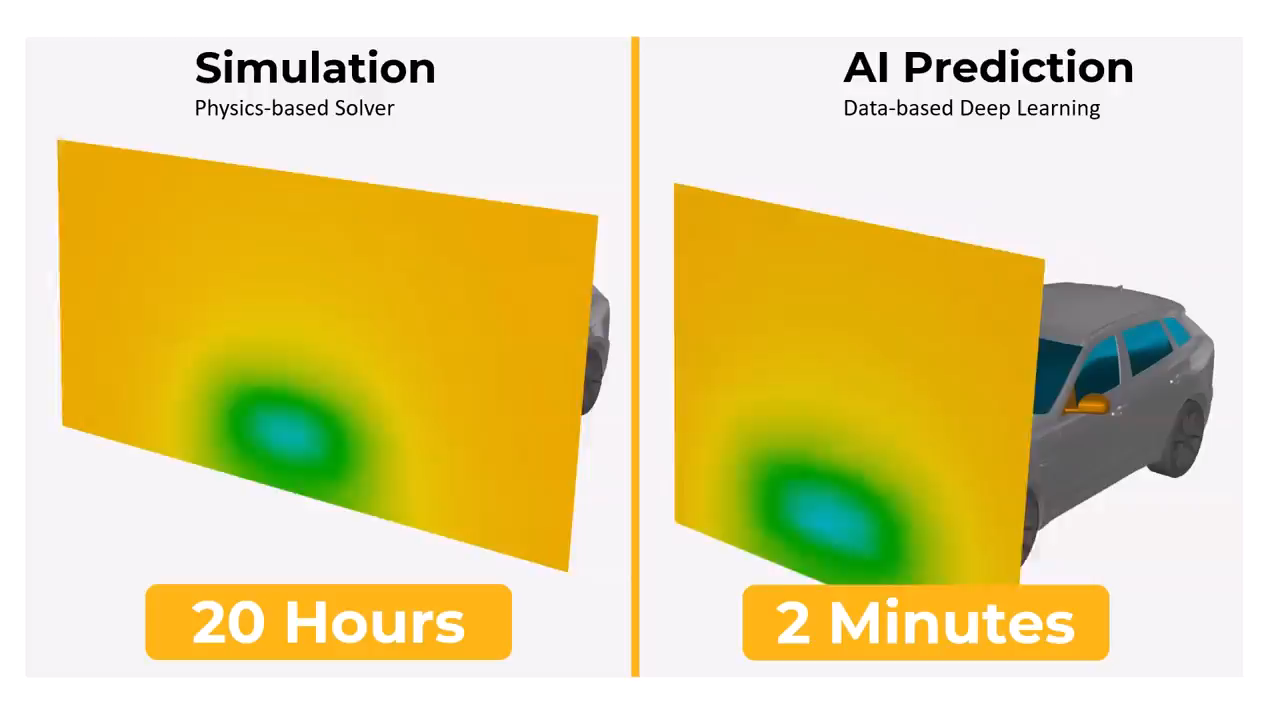 Simulation
Physics-based Solver
20 Hours
AI Prediction
Data-based Deep Learning
2 Minutes